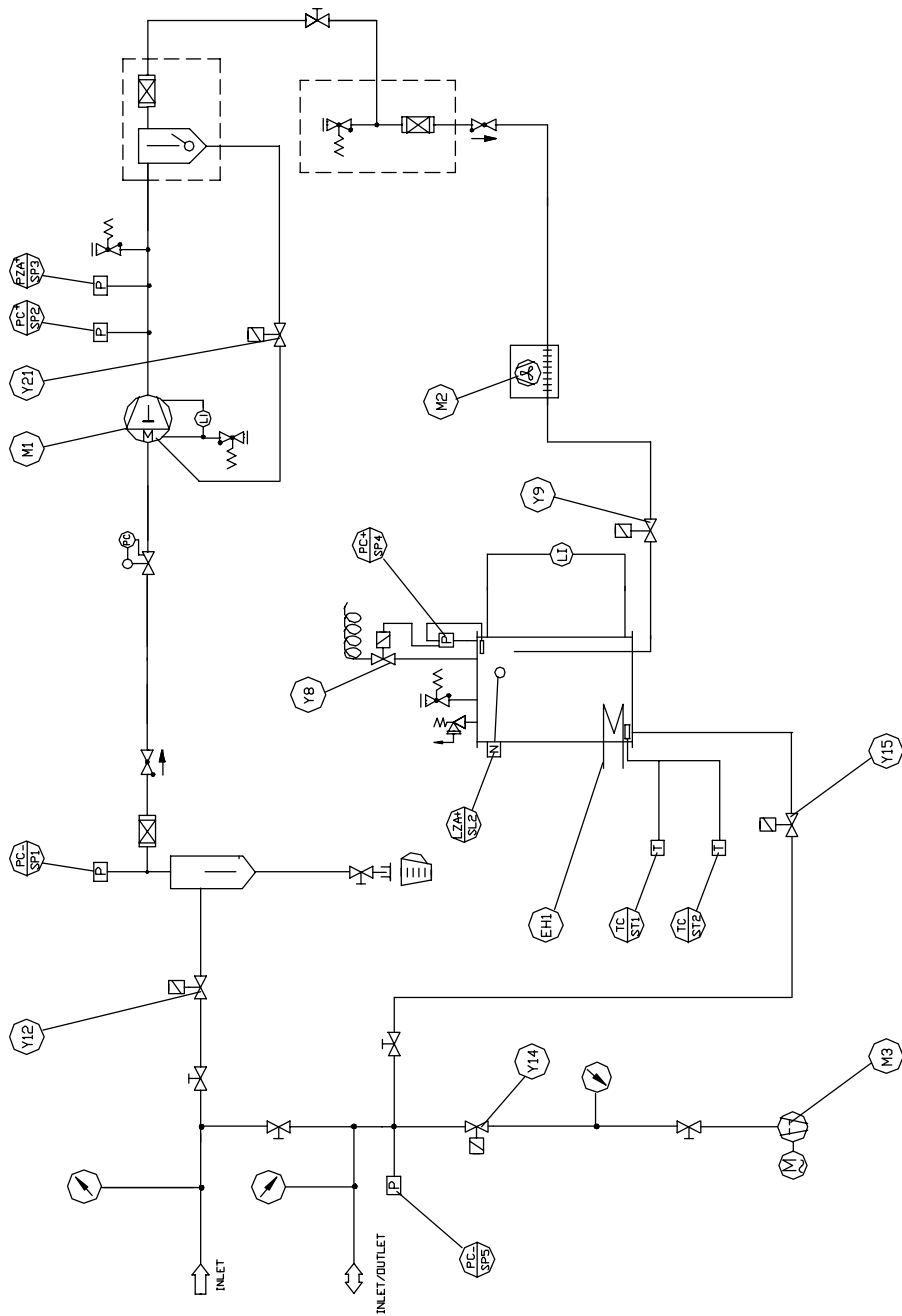 PZA+
SP3
PC+
SP2
Y21
M1
M
LI
PC
M2
Y9
PC+
SP4
P
P
P
LI
Y8
N
LZA+
SL2
Y15
PC-
SP1
P
EH1
T
T
TC
ST1
TC
ST2
Y12
Y14
M3
M
P
PC-
SP5
INLET
INLET/OUTLET